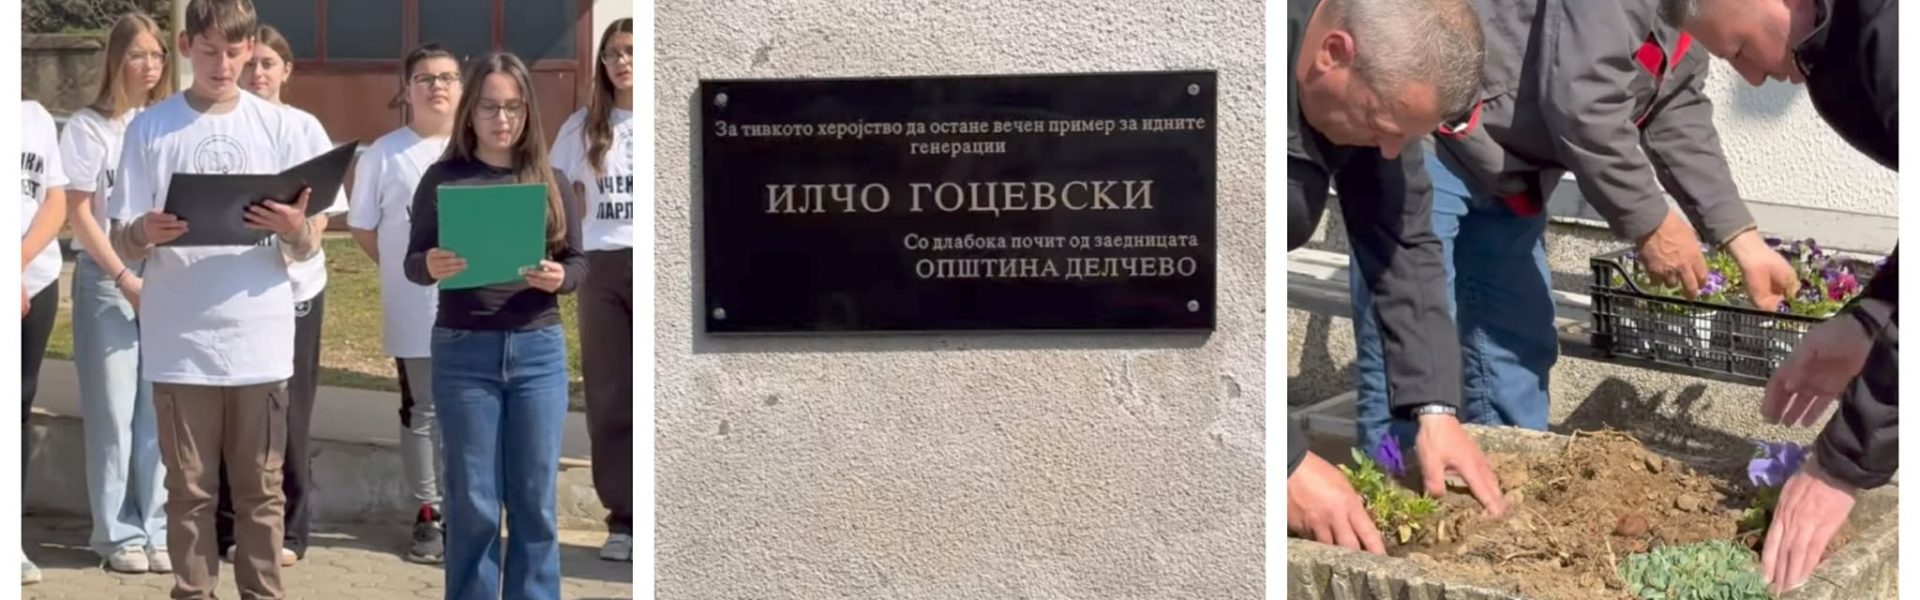 За тивкото херојство да остане вечен пример за идните
генерации
ИЛЧО ГОЦЕВСКИ
Со длабока почит од заедницата
ОПШТИНА ДЕЛЧЕВО